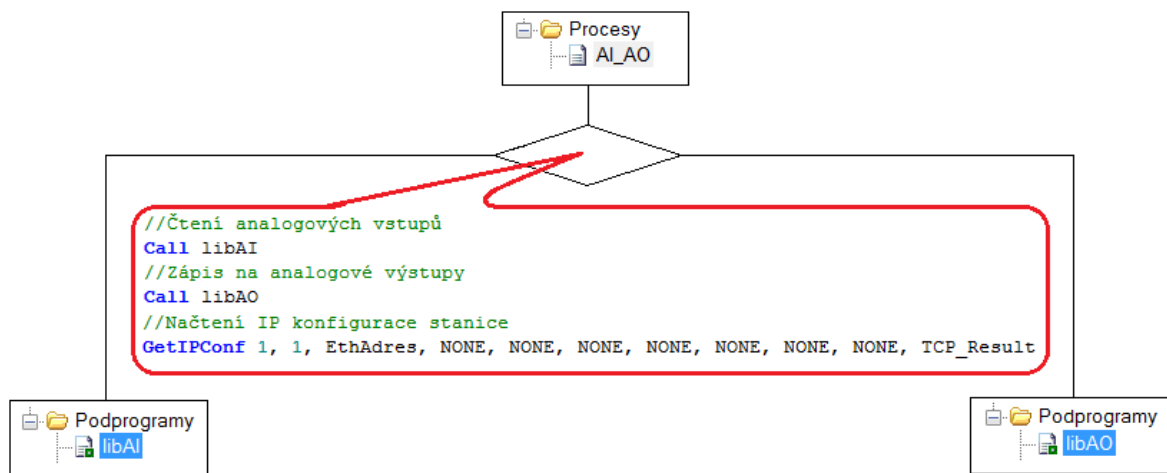 Procesy
AI_AO
//Čtení analogových vstupů
Call libAI
//Zápis na analogové výstupy
Call libAO
//Načtení IP konfigurace stanice
GetIPConf 1, 1, EthAdres, NONE, NONE, NONE, NONE, NONE, NONE, NONE, TCP_Result
Podprogramy
libAI
Podprogramy
libAO